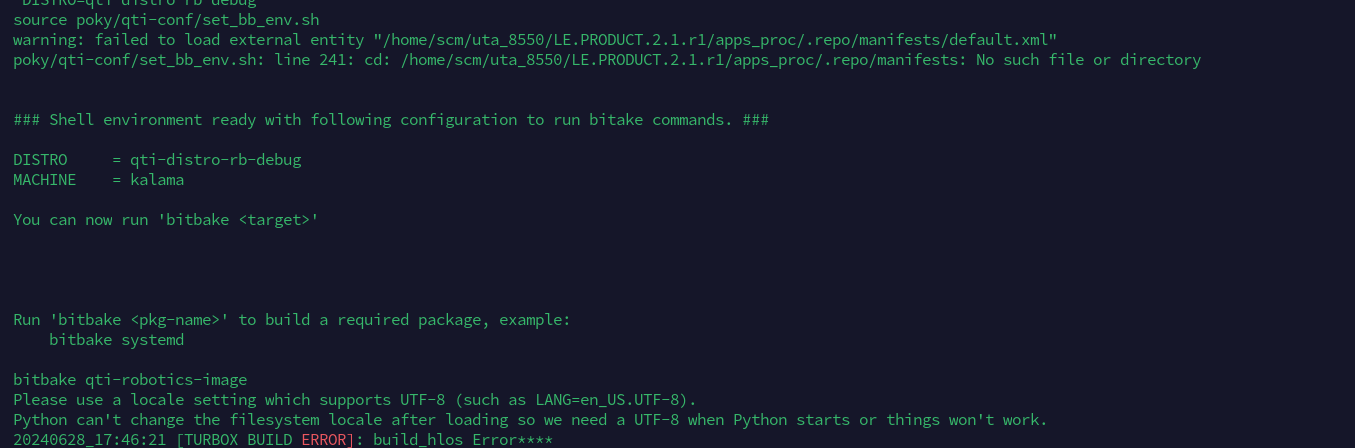 DISTRO=qti-distro-rb-debug
source poky/qti-conf/set_bb_env.sh
warning: failed to load external entity "/home/scm/uta_8550/LE.PRODUCT.2.1.r1/apps_proc/.repo/manifests/default.xml"
poky/qti-conf/set_bb_env.sh: line 241: cd: /home/scm/uta_8550/LE.PRODUCT.2.1.r1/apps_proc/.repo/manifests: No such file or directory
### Shell environment ready with following configuration to run bitake commands. ###
DISTRO = qti-distro-rb-debug
MACHINE = kalama
You can now run 'bitbake <target>'
Run 'bitbake <pkg-name>' to build a required package, example:
bitbake systemd
bitbake qti-robotics-image
Please use a locale setting which supports UTF-8 (such as LANG=en_US.UTF-8).
Python can't change the filesystem locale after loading so we need a UTF-8 when Python starts or things won't work.
20240628_17:46:21 [TURBOX BUILD ERROR]: build_hlos Error****